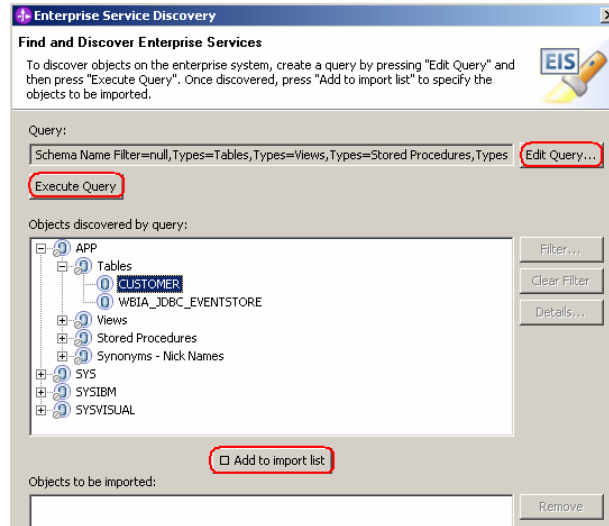 Enterprise Service Discovery
Find and Discover Enterprise Services
To discover objects on the enterprise system, create a query by pressing "Edit Query" and
then press "Execute Query". Once discovered, press "Add to import list" to specify the
objects to be imported.
EIS
Query:
Schema Name Filter=null,Types=Tables,Types=Views,Types=Stored Procedures,Types
Edit Query...
Execute Query
Objects discovered by query:
APP
Tables
CUSTOMER
WBIA_JDBC_EVENTSTORE
Views
Stored Procedures
Synonyms - Nick Names
SYS
SYSIBM
SYSVISUAL
Filter...
Clear Filter
Details...
Add to import list
Objects to be imported:
Remove